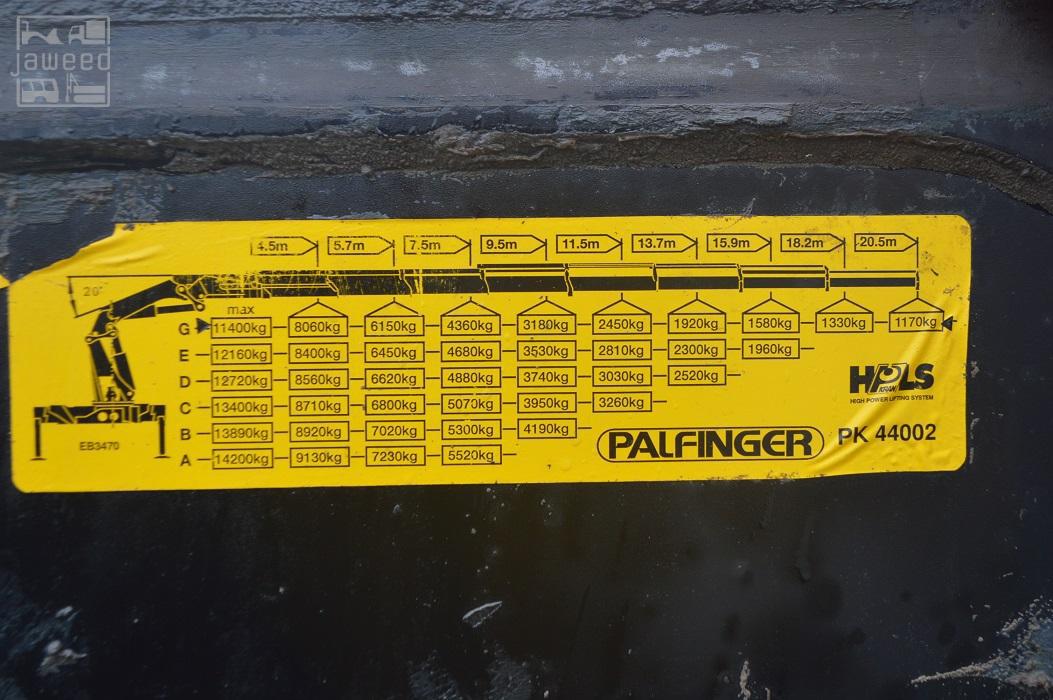 jaweed
4.5m 5.7m 7.5m 9.5m 11.5m 13.7m 15.9m 18.2m 20.5m
20°
max
G 11400kg 8060kg 6150kg 4360kg 3180kg 2450kg 1920kg 1580kg 1330kg 1170kg
E 12160kg 8400kg 6450kg 4680kg 3530kg 2810kg 2300kg 1960kg
D 12720kg 8560kg 6620kg 4880kg 3740kg 3030kg 2520kg
C 13400kg 8710kg 6800kg 5070kg 3950kg 3260kg
B 13890kg 8920kg 7020kg 5300kg 4190kg
A 14200kg 9130kg 7230kg 5520kg
EB3470
HPLS
KRAN
HIGH POWER LIFTING SYSTEM
PALFINGER PK 44002